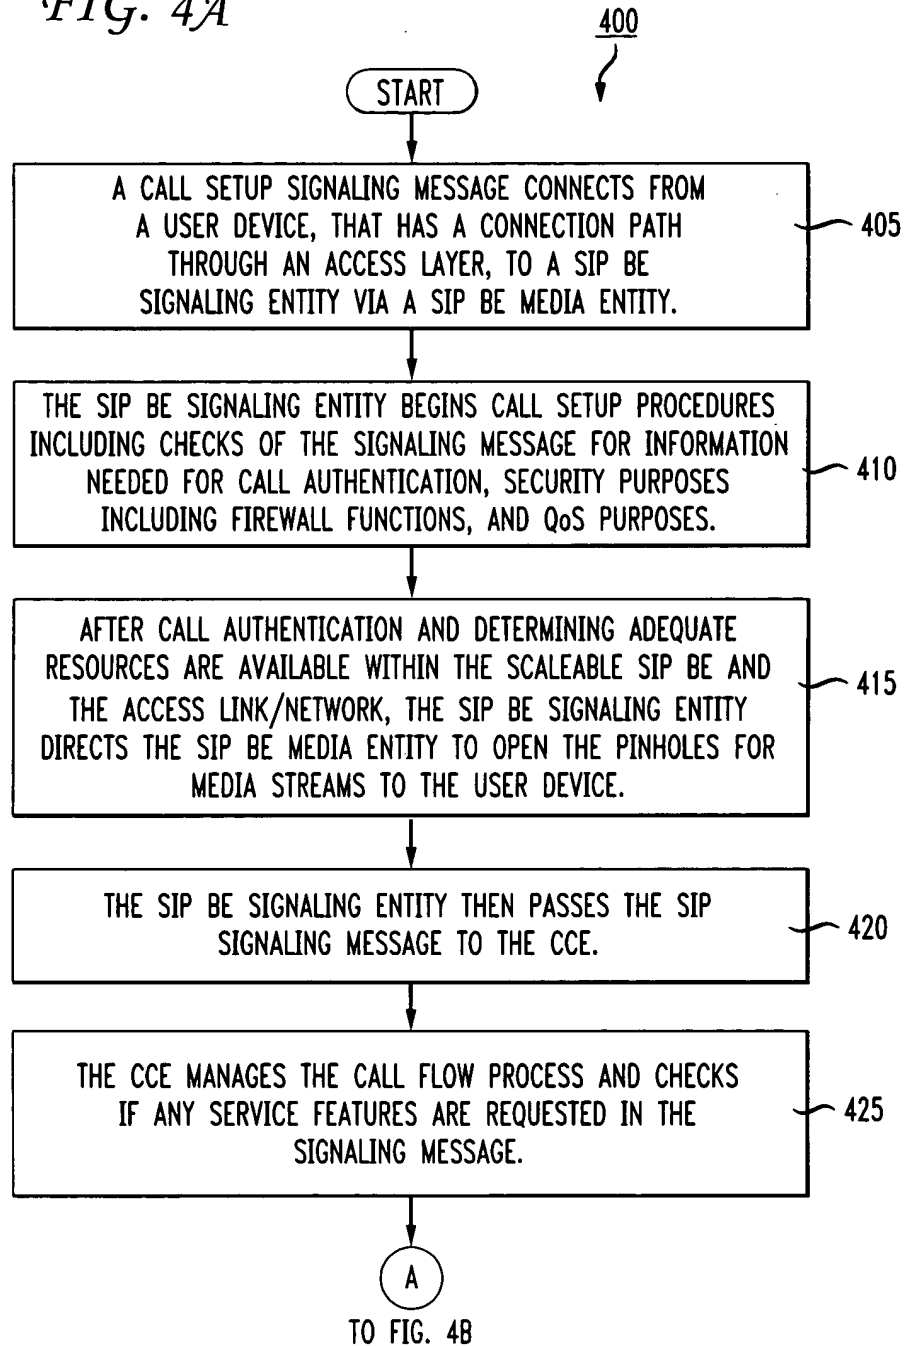 FIG. 4A
400
START
A CALL SETUP SIGNALING MESSAGE CONNECTS FROM
A USER DEVICE, THAT HAS A CONNECTION PATH
THROUGH AN ACCESS LAYER, TO A SIP BE
SIGNALING ENTITY VIA A SIP BE MEDIA ENTITY.
405
THE SIP BE SIGNALING ENTITY BEGINS CALL SETUP PROCEDURES
INCLUDING CHECKS OF THE SIGNALING MESSAGE FOR INFORMATION
NEEDED FOR CALL AUTHENTICATION, SECURITY PURPOSES
INCLUDING FIREWALL FUNCTIONS, AND QoS PURPOSES.
410
AFTER CALL AUTHENTICATION AND DETERMINING ADEQUATE
RESOURCES ARE AVAILABLE WITHIN THE SCALEABLE SIP BE AND
THE ACCESS LINK/NETWORK, THE SIP BE SIGNALING ENTITY
DIRECTS THE SIP BE MEDIA ENTITY TO OPEN THE PINHOLES FOR
MEDIA STREAMS TO THE USER DEVICE.
415
THE SIP BE SIGNALING ENTITY THEN PASSES THE SIP
SIGNALING MESSAGE TO THE CCE.
420
THE CCE MANAGES THE CALL FLOW PROCESS AND CHECKS
IF ANY SERVICE FEATURES ARE REQUESTED IN THE
SIGNALING MESSAGE.
425
A
TO FIG. 4B